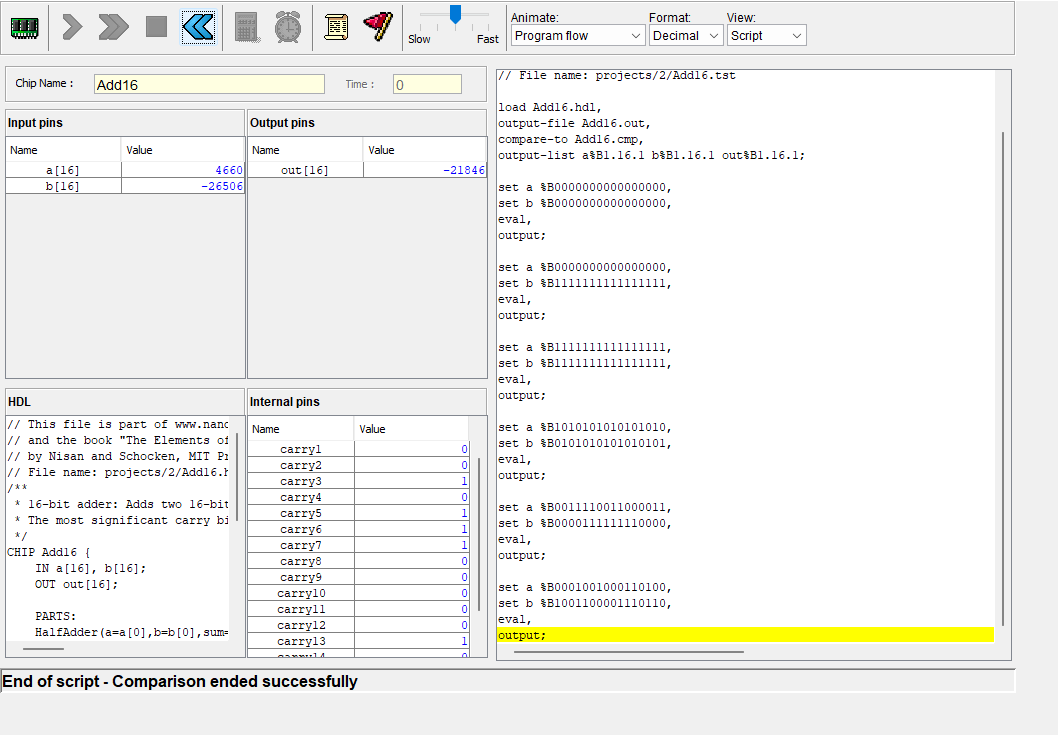 Slow Fast
Animate: Format: View:
Program flow Decimal Script
Chip Name : Add16 Time : 0
Input pins
Name Value
a[16] 4660
b[16] -26506
Output pins
Name Value
out[16] -21846
HDL
// This file is part of www.nand
// and the book "The Elements of
// by Nisan and Schocken, MIT Pr
// File name: projects/2/Add16.h
/**
* 16-bit adder: Adds two 16-bit
* The most significant carry bi
*/
CHIP Add16 {
IN a[16], b[16];
OUT out[16];
PARTS:
HalfAdder(a=a[0],b=b[0],sum=
Internal pins
Name Value
carry1 0
carry2 0
carry3 1
carry4 0
carry5 1
carry6 1
carry7 1
carry8 0
carry9 0
carry10 0
carry11 0
carry12 0
carry13 1
carry14 0
// File name: projects/2/Add16.tst
load Add16.hdl,
output-file Add16.out,
compare-to Add16.cmp,
output-list a%B1.16.1 b%B1.16.1 out%B1.16.1;
set a %B0000000000000000,
set b %B0000000000000000,
eval,
output;
set a %B0000000000000000,
set b %B1111111111111111,
eval,
output;
set a %B1111111111111111,
set b %B1111111111111111,
eval,
output;
set a %B1010101010101010,
set b %B0101010101010101,
eval,
output;
set a %B0011110011000011,
set b %B0000111111110000,
eval,
output;
set a %B0001001000110100,
set b %B1001100001110110,
eval,
output;
End of script - Comparison ended successfully